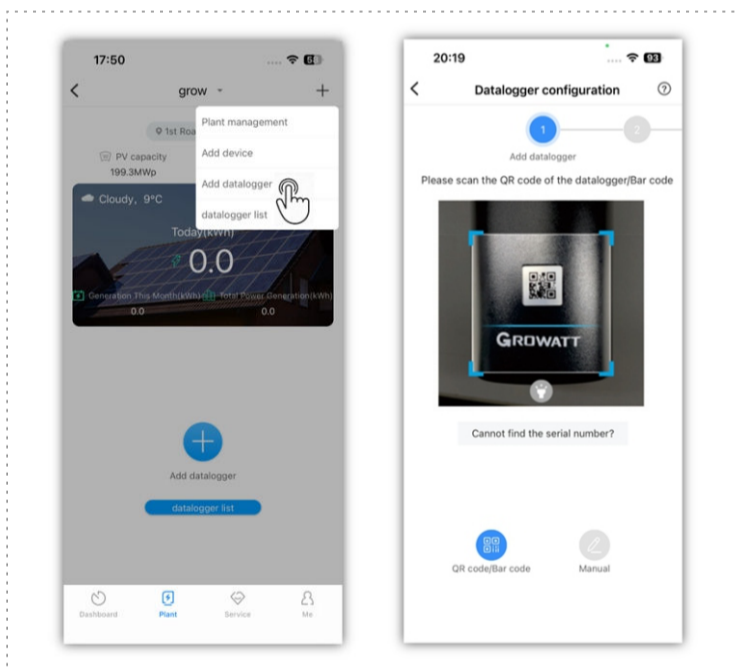 17:50
6
grow
Plant management
1st Roa
Add device
PV capacity
199.3MWp
Add datalogger
datalogger list
Cloudy, 9°C
Today(kWh)
0.0
Generation This Month(kWh)
Total Power Generation(kWh)
0.0
0.0
Add datalogger
datalogger list
Dashboard
Plant
Service
Me
20:19
93
Datalogger configuration
1
2
Add datalogger
Please scan the QR code of the datalogger/Bar code
GROWATT
Cannot find the serial number?
QR code/Bar code
Manual